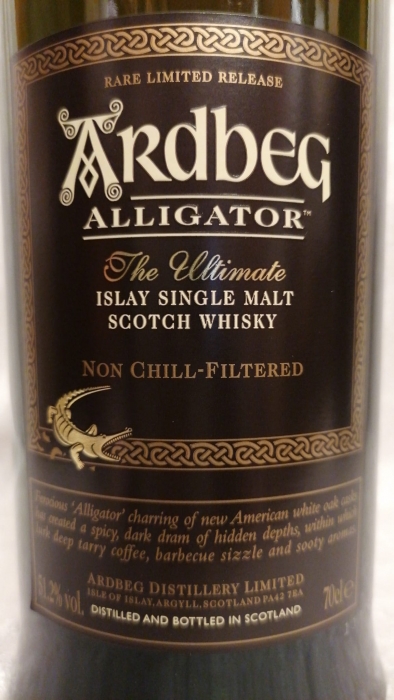 RARE LIMITED RELEASE
ARDBEG
ALLIGATOR™
The Ultimate
ISLAY SINGLE MALT
SCOTCH WHISKY
NON CHILL-FILTERED
Ferocious 'Alligator' charring of new American white oak casks
has created a spicy, dark dram of hidden depths, within which
lurk deep tarry coffee, barbecue sizzle and sooty aromas.
ARDBEG DISTILLERY LIMITED
ISLE OF ISLAY, ARGYLL, SCOTLAND PA42 7EA
51.2% vol. 70cl e
DISTILLED AND BOTTLED IN SCOTLAND